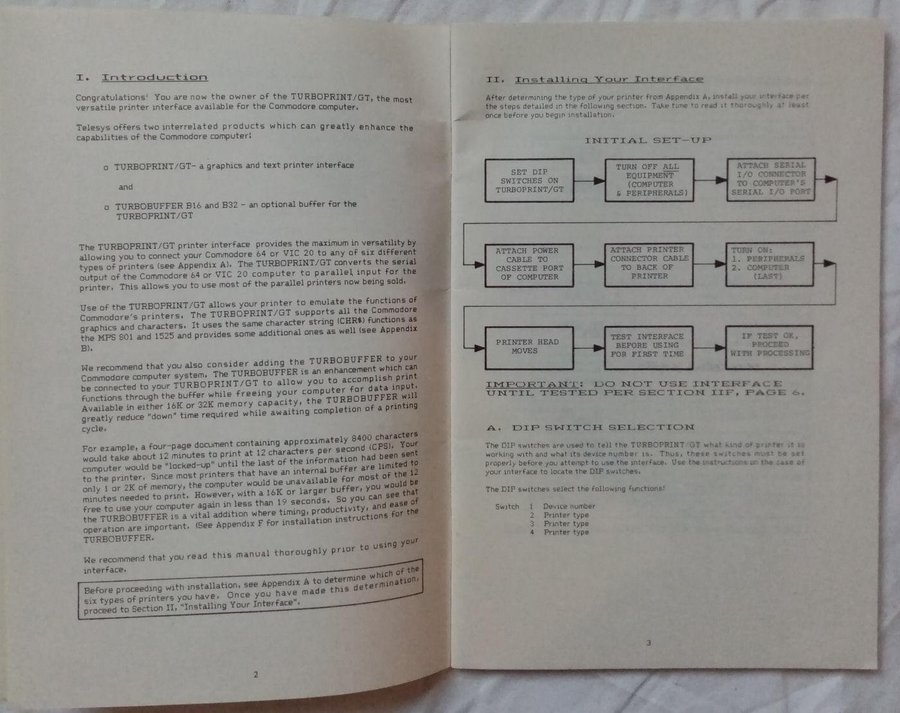 I. Introduction
Congratulations! You are now the owner of the TURBOPRINT/GT, the most
versatile printer interface available for the Commodore computer.
Telesys offers two interrelated products which can greatly enhance the
capabilities of the Commodore computer!
o TURBOPRINT/GT- a graphics and text printer interface
and
o TURBOBUFFER B16 and B32 - an optional buffer for the
TURBOPRINT/GT
The TURBOPRINT/GT printer interface provides the maximum in versatility by
allowing you to connect your Commodore 64 or VIC 20 to any of six different
types of printers (see Appendix A). The TURBOPRINT/GT converts the serial
output of the Commodore 64 or VIC 20 computer to parallel input for the
printer. This allows you to use most of the parallel printers now being sold.
Use of the TURBOPRINT/GT allows your printer to emulate the functions of
Commodore's printers. The TURBOPRINT/GT supports all the Commodore
graphics and characters. It uses the same character string (CHR$) functions as
the MPS 801 and 1525 and provides some additional ones as well (see Appendix
B).
We recommend that you also consider adding the TURBOBUFFER to your
Commodore computer system. The TURBOBUFFER is an enhancement which can
be connected to your TURBOPRINT/GT to allow you to accomplish print
functions through the buffer while freeing your computer for data input.
Available in either 16K or 32K memory capacity, the TURBOBUFFER will
greatly reduce "down" time required while awaiting completion of a printing
cycle.
For example, a four-page document containing approximately 8400 characters
would take about 12 minutes to print at 12 characters per second (CPS). Your
computer would be "locked-up" until the last of the information had been sent
to the printer. Since most printers that have an internal buffer are limited to
only 1 or 2K of memory, the computer would be unavailable for most of the 12
minutes needed to print. However, with a 16K or larger buffer, you would be
free to use your computer again in less than 19 seconds. So you can see that
the TURBOBUFFER is a vital addition where timing, productivity, and ease of
operation are important. (See Appendix F for installation instructions for the
TURBOBUFFER.
We recommend that you read this manual thoroughly prior to using your
interface.
Before proceeding with installation, see Appendix A to determine which of the
six types of printers you have. Once you have made this determination,
proceed to Section II, "Installing Your Interface".
2
II. Installing Your Interface
After determining the type of your printer from Appendix A, install your interface per
the steps detailed in the following section. Take time to read it thoroughly at least
once before you begin installation.
INITIAL SET-UP
SET DIP
SWITCHES ON
TURBOPRINT/GT
TURN OFF ALL
EQUIPMENT
(COMPUTER
& PERIPHERALS)
ATTACH SERIAL
I/O CONNECTOR
TO COMPUTER'S
SERIAL I/O PORT
ATTACH POWER
CABLE TO
CASSETTE PORT
OF COMPUTER
ATTACH PRINTER
CONNECTOR CABLE
TO BACK OF
PRINTER
TURN ON:
1. PERIPHERALS
2. COMPUTER
(LAST)
PRINTER HEAD
MOVES
TEST INTERFACE
BEFORE USING
FOR FIRST TIME
IF TEST OK,
PROCEED
WITH PROCESSING
IMPORTANT: DO NOT USE INTERFACE
UNTIL TESTED PER SECTION IIF, PAGE 6.
A. DIP SWITCH SELECTION
The DIP switches are used to tell the TURBOPRINT/GT what kind of printer it is
working with and what its device number is. Thus, these switches must be set
properly before you attempt to use the interface. Use the instructions on the case of
your interface to locate the DIP switches.
The DIP switches select the following functions:
Switch 1 Device number
2 Printer type
3 Printer type
4 Printer type
3